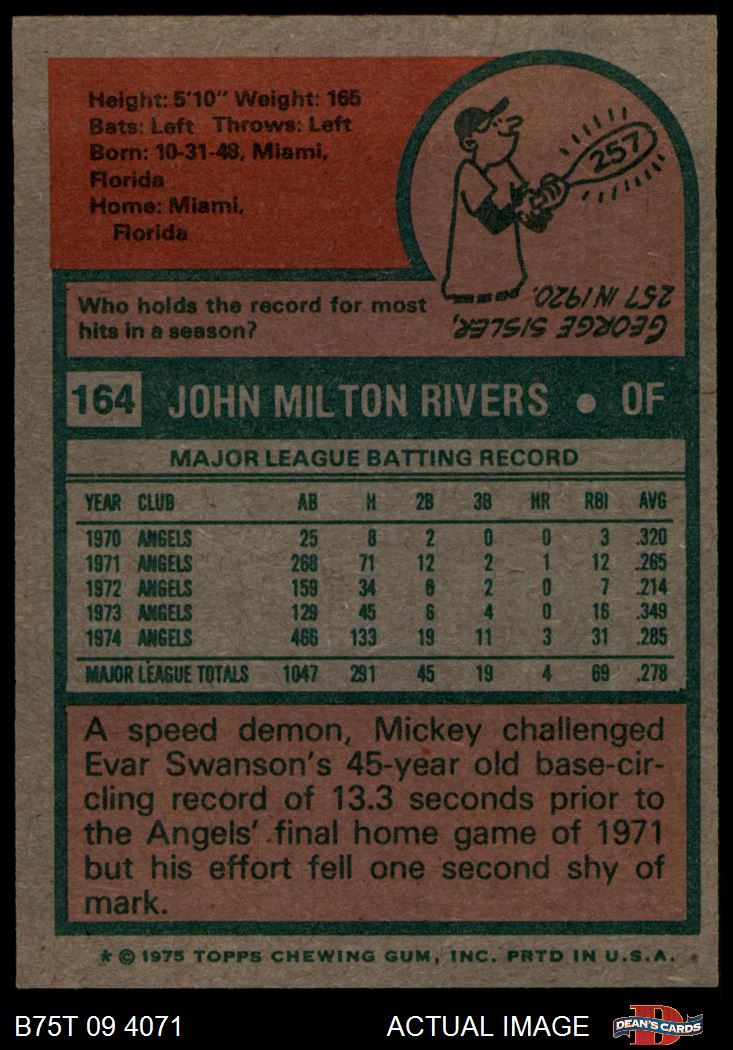 Height: 5'10" Weight: 165
Bats: Left Throws: Left
Born: 10-31-48, Miami,
Florida
Home: Miami,
Florida
257
Who holds the record for most
hits in a season?
GEORGE SISLER,
257 IN 1920.
164 JOHN MILTON RIVERS • OF
MAJOR LEAGUE BATTING RECORD
YEAR CLUB AB H 2B 3B HR RBI AVG
1970 ANGELS 25 8 2 0 0 3 .320
1971 ANGELS 268 71 12 2 1 12 .265
1972 ANGELS 159 34 6 2 0 7 .214
1973 ANGELS 129 45 6 4 0 16 .349
1974 ANGELS 466 133 19 11 3 31 .285
MAJOR LEAGUE TOTALS 1047 291 45 19 4 69 .278
A speed demon, Mickey challenged
Evar Swanson's 45-year old base-cir-
cling record of 13.3 seconds prior to
the Angels' final home game of 1971
but his effort fell one second shy of
mark.
* © 1975 TOPPS CHEWING GUM, INC. PRTD IN U.S.A.
B75T 09 4071 ACTUAL IMAGE D DEAN'S CARDS